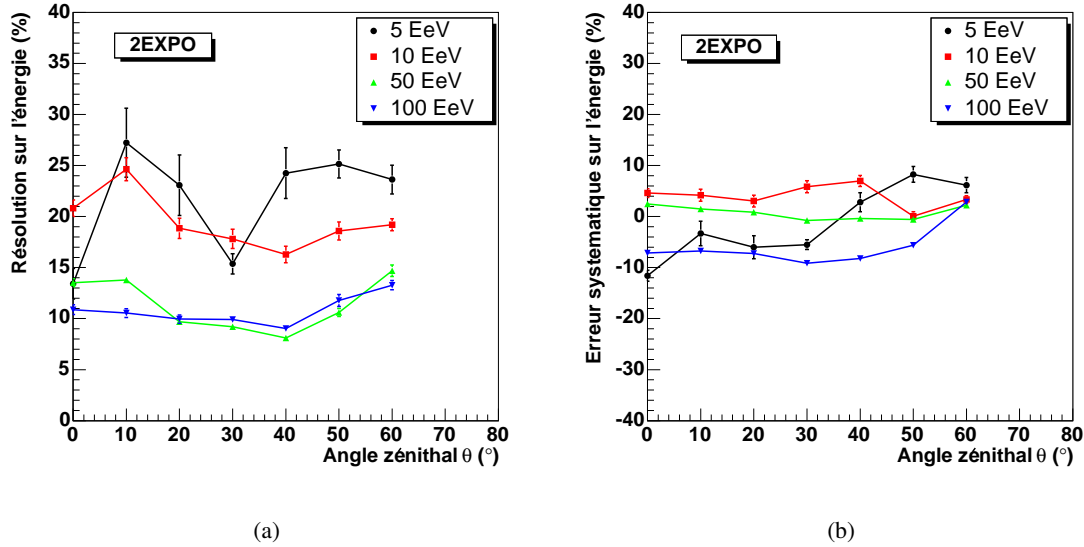 Résolution sur l'énergie (%)
40
35
30
25
20
15
10
5
0
2EXPO
5 EeV
10 EeV
50 EeV
100 EeV
0 10 20 30 40 50 60 70 80
Angle zénithal θ (°)
(a)
Erreur systematique sur l'énergie (%)
40
30
20
10
0
-10
-20
-30
-40
2EXPO
5 EeV
10 EeV
50 EeV
100 EeV
0 10 20 30 40 50 60 70 80
Angle zénithal θ (°)
(b)